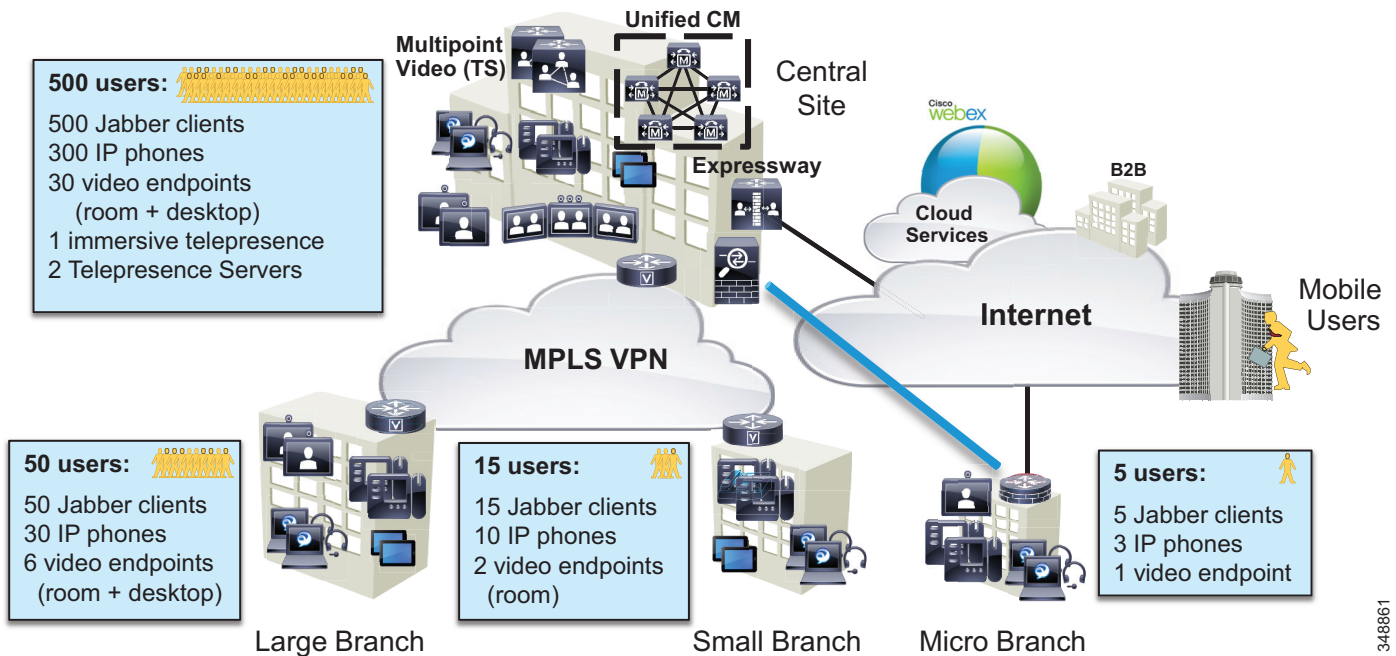 Unified CM
Multipoint
Video (TS)
Central
Site
500 users:
500 Jabber clients
300 IP phones
30 video endpoints
(room + desktop)
1 immersive telepresence
2 Telepresence Servers
M
M
M
M
M
Expressway
Cisco
webex
B2B
Cloud
Services
Internet
Mobile
Users
V
MPLS VPN
V
V
50 users:
50 Jabber clients
30 IP phones
6 video endpoints
(room + desktop)
15 users:
15 Jabber clients
10 IP phones
2 video endpoints
(room)
5 users:
5 Jabber clients
3 IP phones
1 video endpoint
Large Branch
Small Branch
Micro Branch
348861